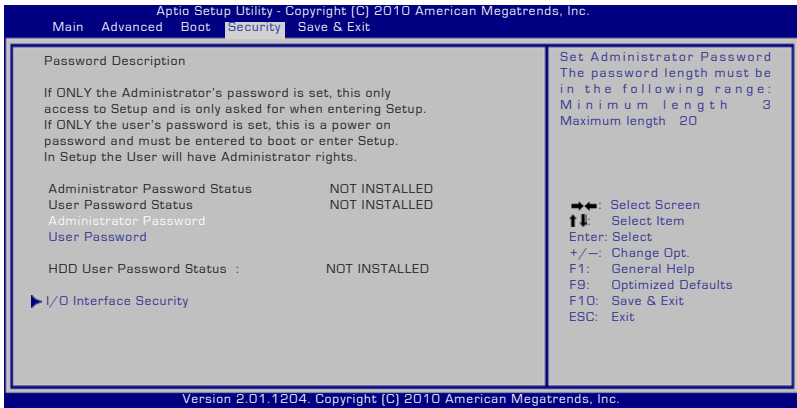 Aptio Setup Utility - Copyright (C) 2010 American Megatrends, Inc.
Main Advanced Boot Security Save & Exit
Password Description
If ONLY the Administrator's password is set, this only
access to Setup and is only asked for when entering Setup.
If ONLY the user's password is set, this is a power on
password and must be entered to boot or enter Setup.
In Setup the User will have Administrator rights.
Administrator Password Status NOT INSTALLED
User Password Status NOT INSTALLED
Administrator Password
User Password
HDD User Password Status : NOT INSTALLED
I/O Interface Security
Set Administrator Password
The password length must be
in the following range:
Minimum length 3
Maximum length 20
: Select Screen
: Select Item
Enter: Select
+/—: Change Opt.
F1: General Help
F9: Optimized Defaults
F10: Save & Exit
ESC: Exit
Version 2.01.1204. Copyright (C) 2010 American Megatrends, Inc.